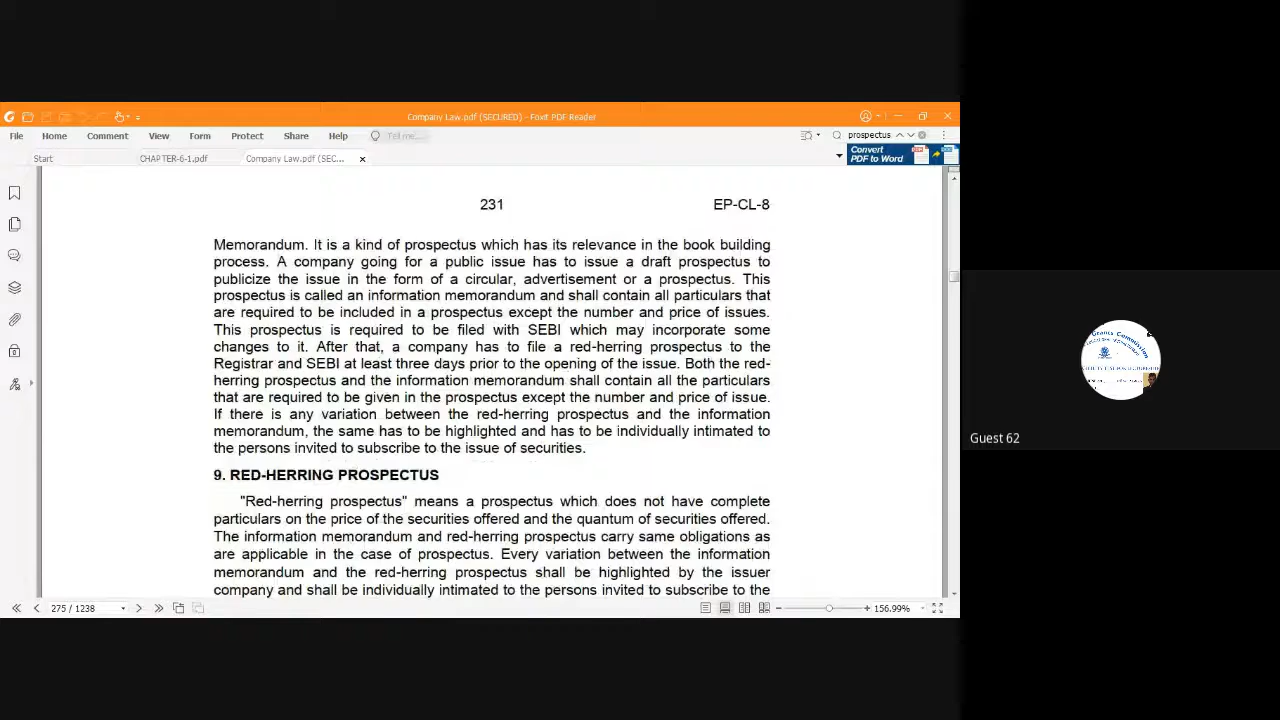 Company Law.pdf (SECURED) - Foxit PDF Reader
File Home Comment View Form Protect Share Help Tell me... prospectus
Start CHAPTER-6-1.pdf Company Law.pdf (SEC...
Convert
PDF to Word
231 EP-CL-8
Memorandum. It is a kind of prospectus which has its relevance in the book building
process. A company going for a public issue has to issue a draft prospectus to
publicize the issue in the form of a circular, advertisement or a prospectus. This
prospectus is called an information memorandum and shall contain all particulars that
are required to be included in a prospectus except the number and price of issues.
This prospectus is required to be filed with SEBI which may incorporate some
changes to it. After that, a company has to file a red-herring prospectus to the
Registrar and SEBI at least three days prior to the opening of the issue. Both the red-
herring prospectus and the information memorandum shall contain all the particulars
that are required to be given in the prospectus except the number and price of issue.
If there is any variation between the red-herring prospectus and the information
memorandum, the same has to be highlighted and has to be individually intimated to
the persons invited to subscribe to the issue of securities.
9. RED-HERRING PROSPECTUS
"Red-herring prospectus" means a prospectus which does not have complete
particulars on the price of the securities offered and the quantum of securities offered.
The information memorandum and red-herring prospectus carry same obligations as
are applicable in the case of prospectus. Every variation between the information
memorandum and the red-herring prospectus shall be highlighted by the issuer
company and shall be individually intimated to the persons invited to subscribe to the
275 / 1238 156.99%
Grants Commission
Guest 62